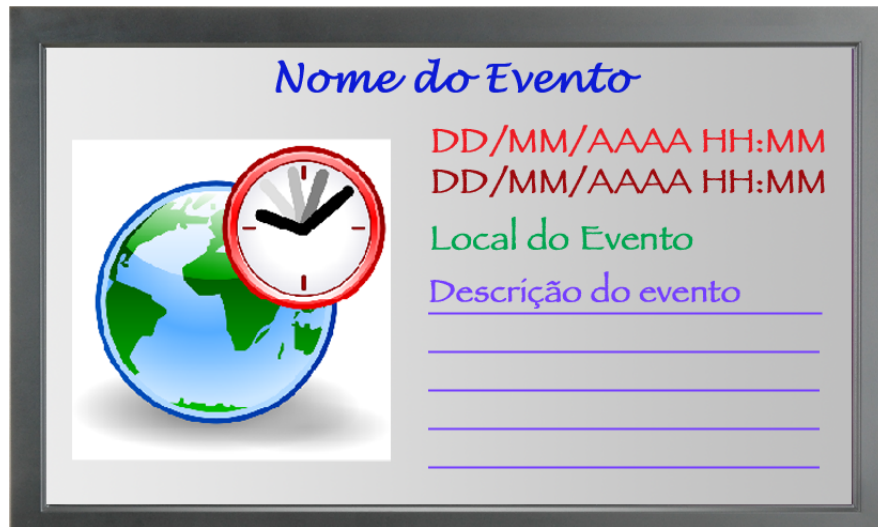 Nome do Evento
DD/MM/AAAA HH:MM
DD/MM/AAAA HH:MM
Local do Evento
Descrição do evento